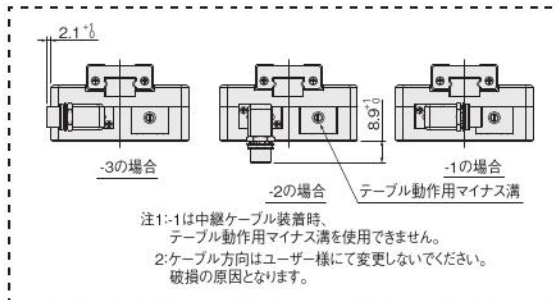 2.1 +1 0
8.9 +1 0
-3の場合
-2の場合
-1の場合
テーブル動作用マイナス溝
注1:-1は中継ケーブル装着時、
テーブル動作用マイナス溝を使用できません。
2:ケーブル方向はユーザー様にて変更しないでください。
破損の原因となります。